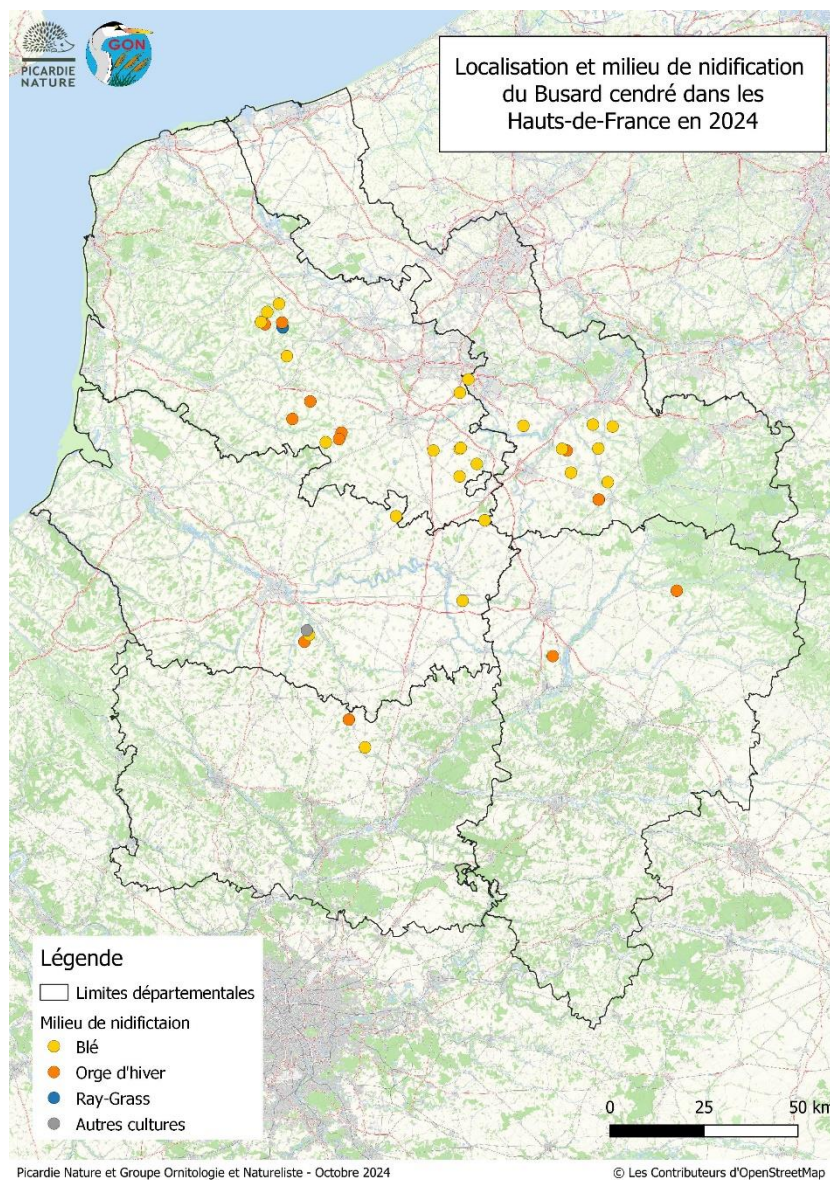 PICARDIE
NATURE
GON
Localisation et milieu de nidification
du Busard cendré dans les
Hauts-de-France en 2024
Légende
Limites départementales
Milieu de nidifictaion
Blé
Orge d'hiver
Ray-Grass
Autres cultures
0 25 50 km
Picardie Nature et Groupe Ornitologie et Natureliste - Octobre 2024
© Les Contributeurs d'OpenStreetMap